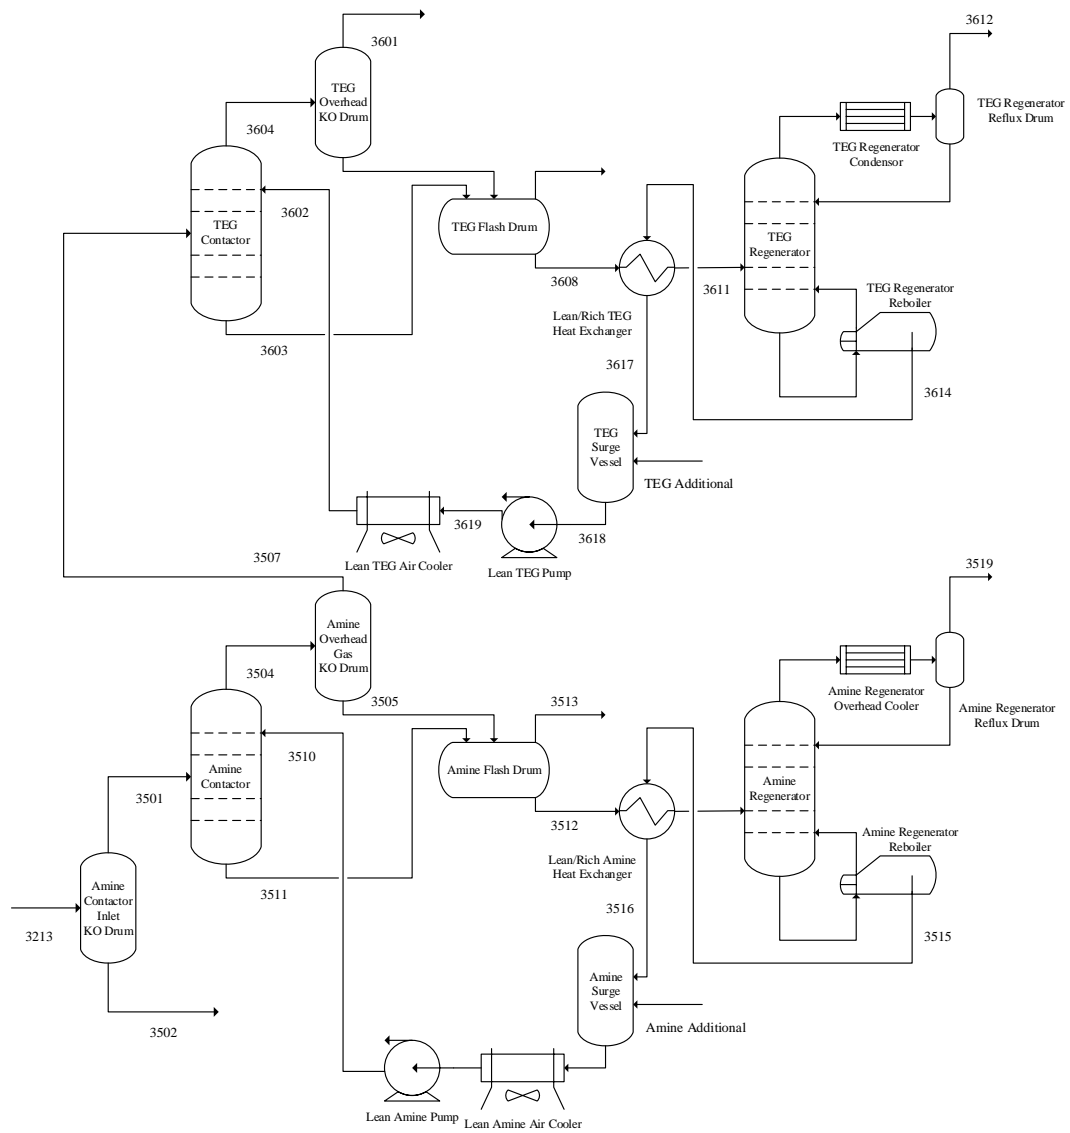 3601
3612
TEG
Overhead
KO Drum
TEG Regenerator
Reflux Drum
3604
TEG Regenerator
Condensor
3602
TEG
Contactor
TEG Flash Drum
TEG
Regenerator
3608
3611
TEG Regenerator
Reboiler
Lean/Rich TEG
Heat Exchanger
3603
3617
3614
TEG
Surge
Vessel
TEG Additional
3619
3618
Lean TEG Air Cooler
Lean TEG Pump
3507
3519
Amine
Overhead
Gas
KO Drum
3504
3505
3513
Amine Regenerator
Overhead Cooler
Amine Regenerator
Reflux Drum
3510
Amine
Contactor
Amine Flash Drum
Amine
Regenerator
3501
3512
Amine Regenerator
Reboiler
Lean/Rich Amine
Heat Exchanger
3511
Amine
Contactor
Inlet
KO Drum
3213
3516
3515
Amine
Surge
Vessel
Amine Additional
3502
Lean Amine Pump
Lean Amine Air Cooler